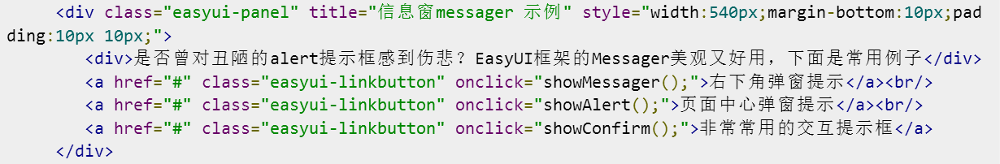 <div class="easyui-panel" title="信息窗messager 示例" style="width:540px;margin-bottom:10px;pad
ding:10px 10px;">
<div>是否曾对丑陋的alert提示框感到伤悲？EasyUI框架的Messager美观又好用，下面是常用例子</div>
<a href="#" class="easyui-linkbutton" onclick="showMessager();">右下角弹窗提示</a><br/>
<a href="#" class="easyui-linkbutton" onclick="showAlert();">页面中心弹窗提示</a><br/>
<a href="#" class="easyui-linkbutton" onclick="showConfirm();">非常常用的交互提示框</a>
</div>